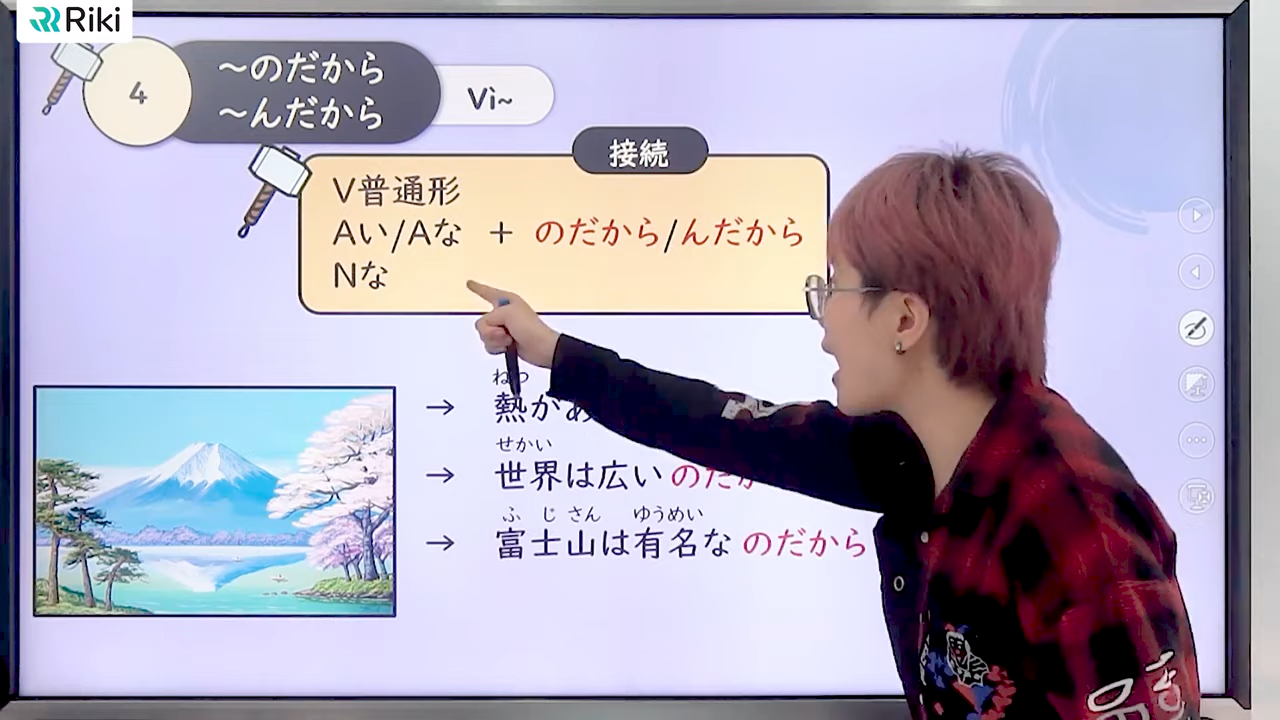 Riki
4
～のだから
～んだから
Vì~
接続
V普通形
Aい/Aな + のだから/んだから
Nな
ねつ
→ 熱があ
せかい
→ 世界は広い のだか
ふ じ さん ゆうめい
→ 富士山は有名な のだから